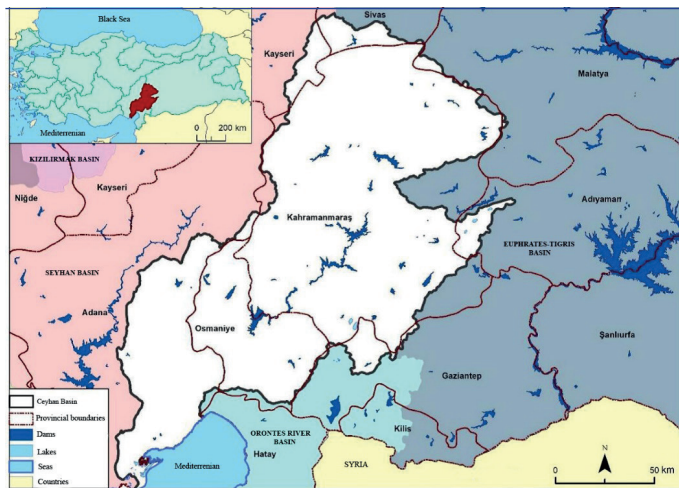 Black Sea
Mediterrenian
0 200 km
Sivas
Kayseri
Malatya
KIZILIRMAK BASIN
Niğde
Kayseri
Kahramanmaraş
Adıyaman
EUPHRATES-TIGRIS
BASIN
SEYHAN BASIN
Adana
Osmaniye
Şanlıurfa
Gaziantep
Ceyhan Basin
Provincial boundaries
Dams
Lakes
Seas
Countries
ORONTES RIVER
BASIN
Hatay
Kilis
Mediterrenian
SYRIA
N
0 50 km